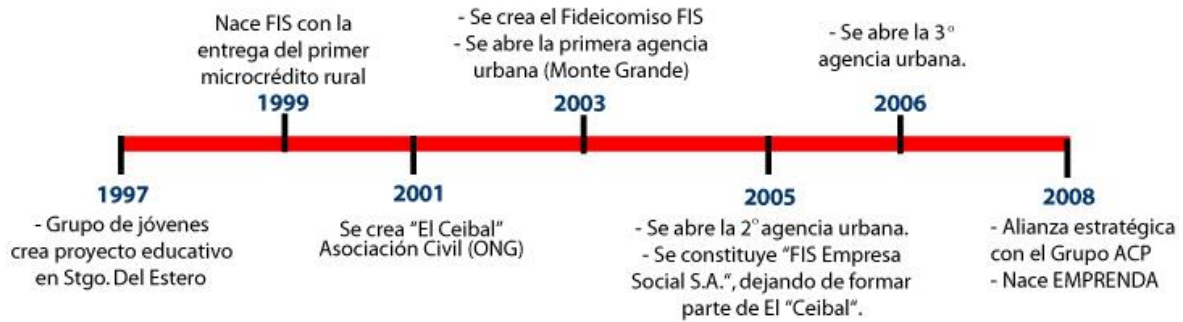 Nace FIS con la
entrega del primer
microcrédito rural
1999
- Se crea el Fideicomiso FIS
- Se abre la primera agencia
urbana (Monte Grande)
2003
- Se abre la 3°
agencia urbana.
2006
1997
- Grupo de jóvenes
crea proyecto educativo
en Stgo. Del Estero
2001
Se crea "El Ceibal"
Asociación Civil (ONG)
2005
- Se abre la 2° agencia urbana.
- Se constituye "FIS Empresa
Social S.A.", dejando de formar
parte de El "Ceibal".
2008
- Alianza estratégica
con el Grupo ACP
- Nace EMPRENDA